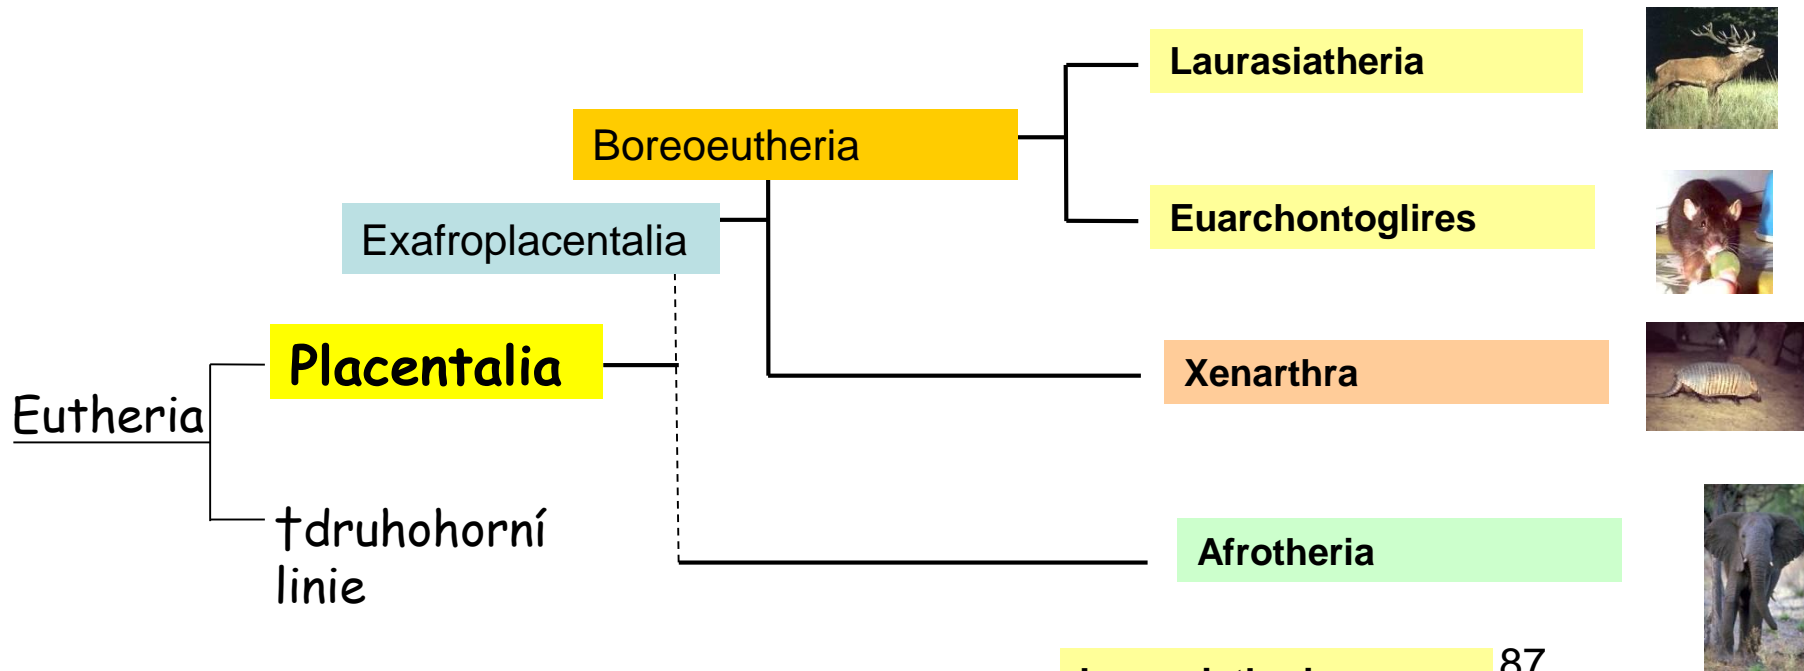 Laurasiatheria
Boreoeutheria
Euarchontoglires
Exafroplacentalia
Placentalia
Xenarthra
Eutheria
†druhohorní
linie
Afrotheria
87